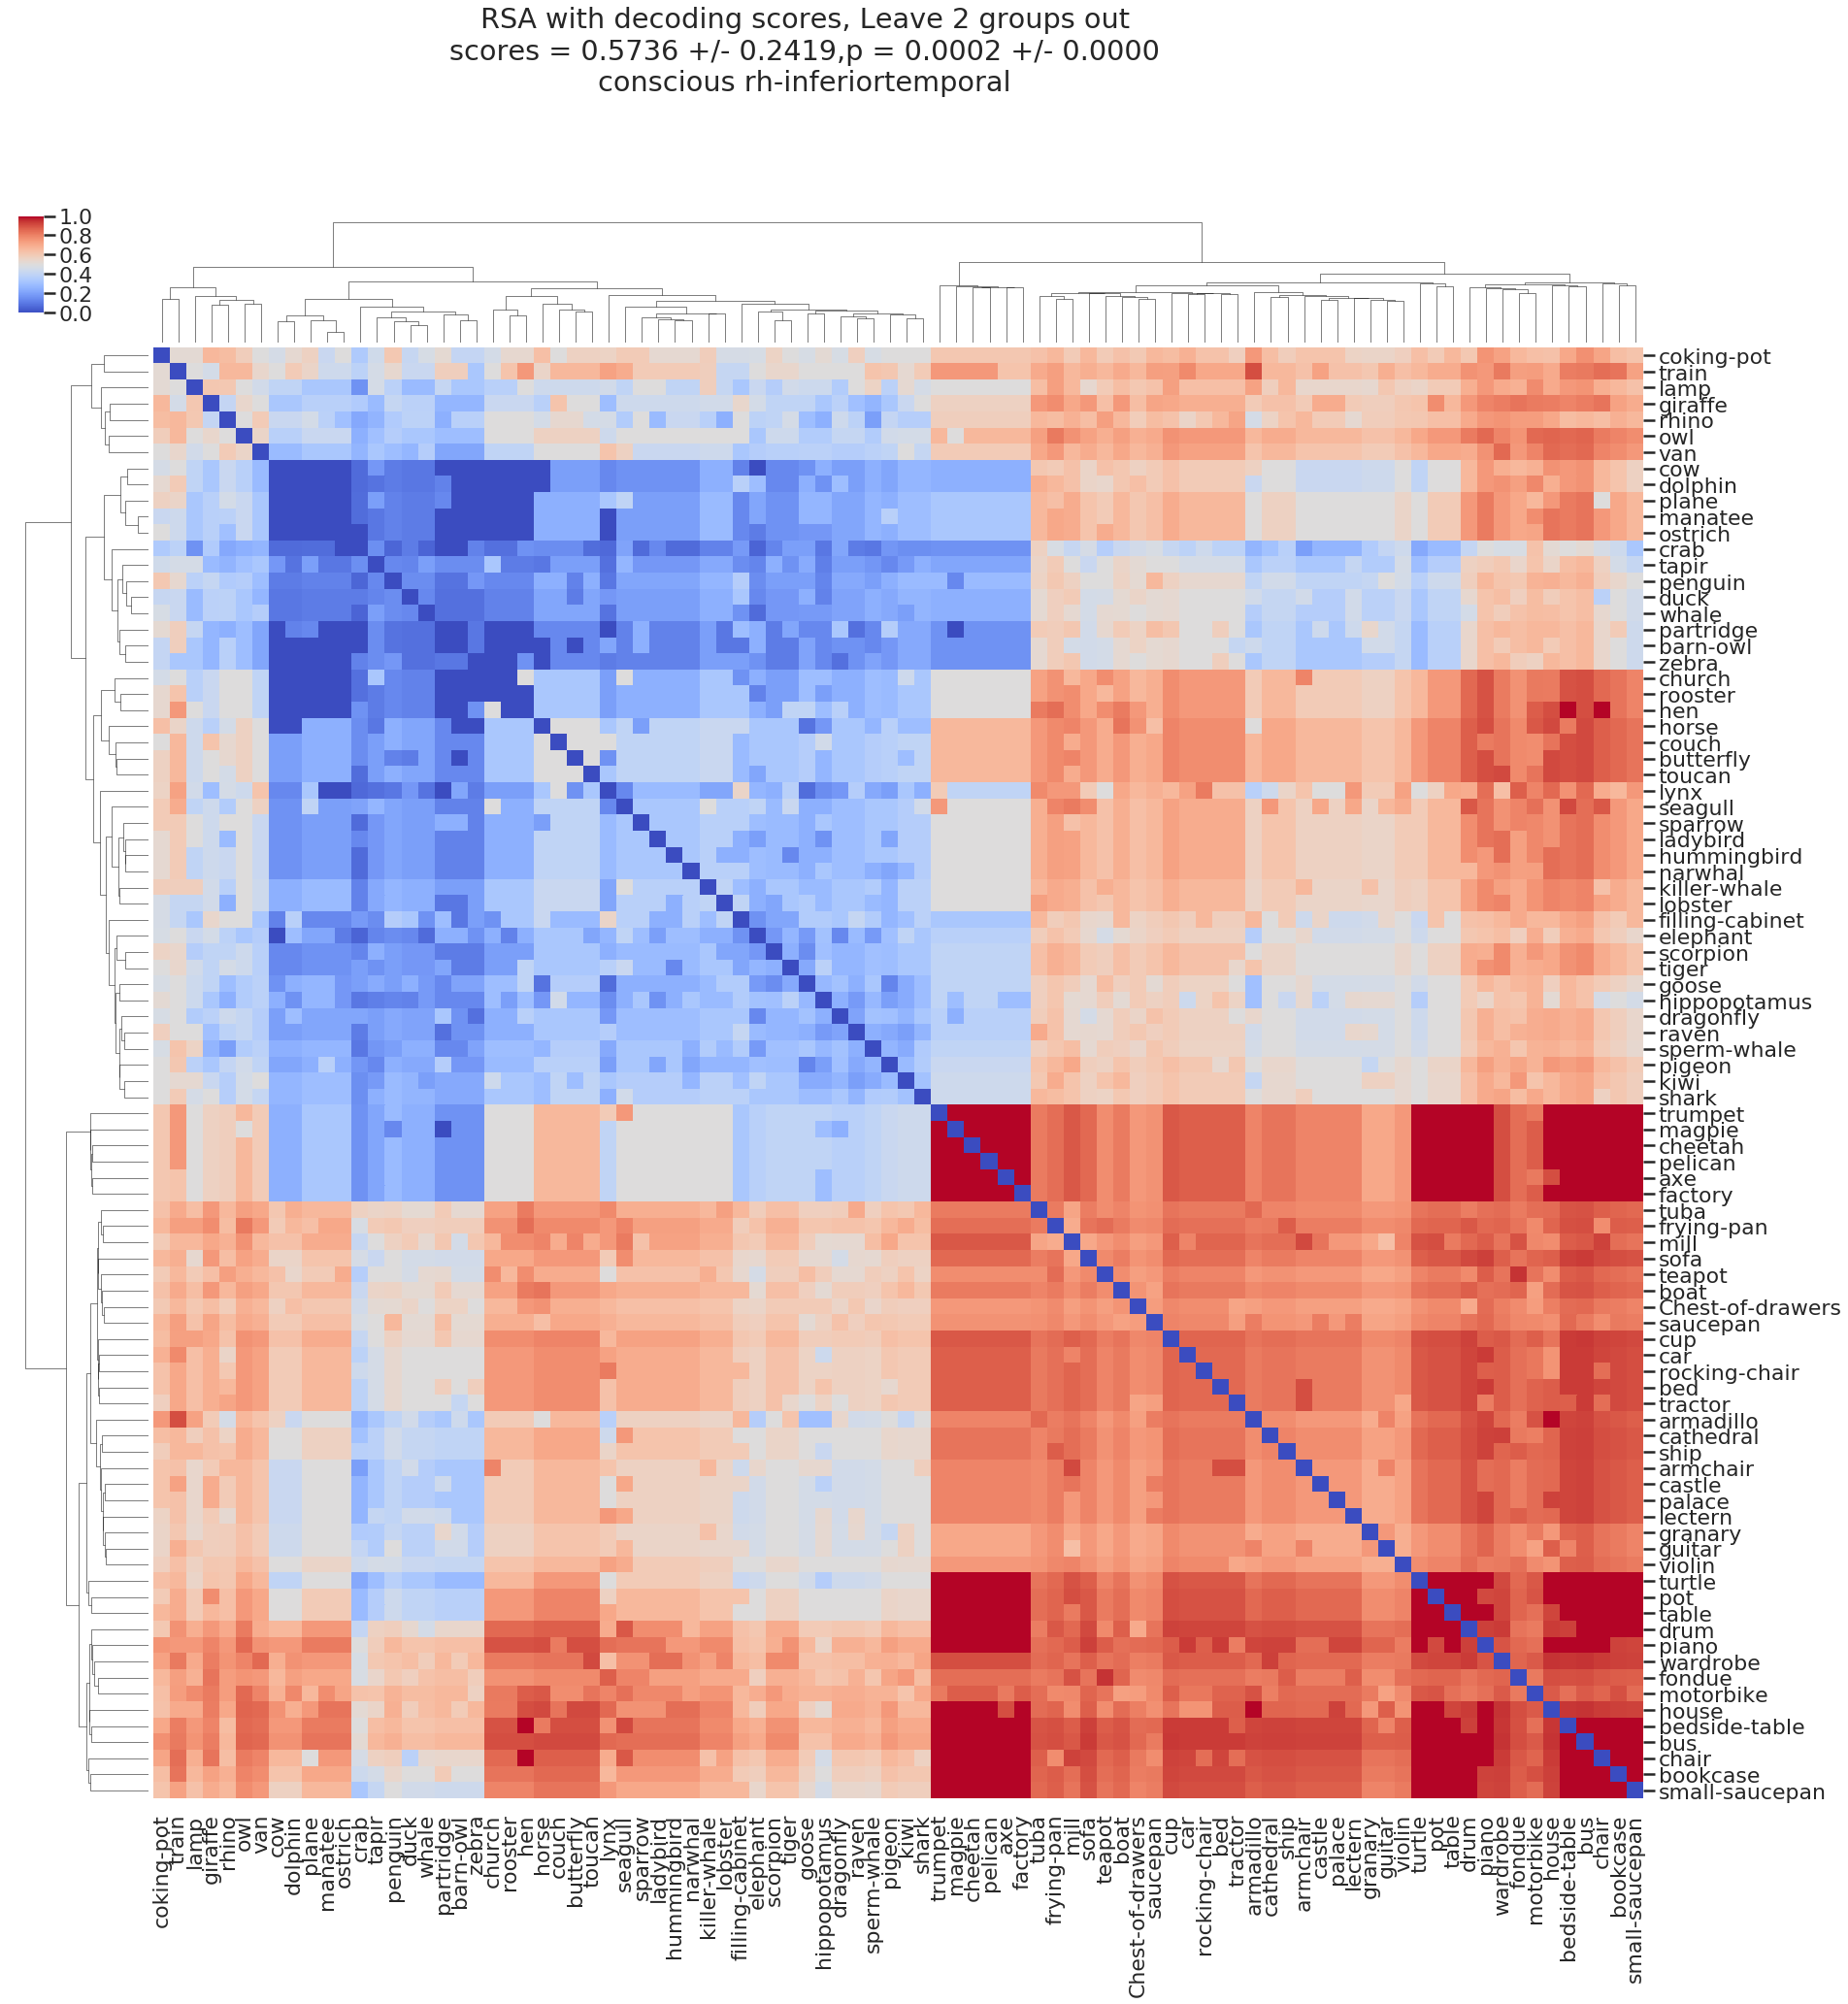 RSA with decoding scores, Leave 2 groups out
scores = 0.5736 +/- 0.2419,p = 0.0002 +/- 0.0000
conscious rh-inferiortemporal
1.0
0.8
0.6
0.4
0.2
0.0
coking-pot
train
lamp
giraffe
rhino
owl
van
cow
dolphin
plane
manatee
ostrich
crab
tapir
penguin
duck
whale
partridge
barn-owl
zebra
church
rooster
hen
horse
couch
butterfly
toucan
lynx
seagull
sparrow
ladybird
hummingbird
narwhal
killer-whale
lobster
filling-cabinet
elephant
scorpion
tiger
goose
hippopotamus
dragonfly
raven
sperm-whale
pigeon
kiwi
shark
trumpet
magpie
cheetah
pelican
axe
factory
tuba
frying-pan
mill
sofa
teapot
boat
Chest-of-drawers
saucepan
cup
car
rocking-chair
bed
tractor
armadillo
cathedral
ship
armchair
castle
palace
lectern
granary
guitar
violin
turtle
pot
table
drum
piano
wardrobe
fondue
motorbike
house
bedside-table
bus
chair
bookcase
small-saucepan
coking-pot
train
lamp
giraffe
rhino
owl
van
cow
dolphin
plane
manatee
ostrich
crab
tapir
penguin
duck
whale
partridge
barn-owl
zebra
church
rooster
hen
horse
couch
butterfly
toucan
lynx
seagull
sparrow
ladybird
hummingbird
narwhal
killer-whale
lobster
filling-cabinet
elephant
scorpion
tiger
goose
hippopotamus
dragonfly
raven
sperm-whale
pigeon
kiwi
shark
trumpet
magpie
cheetah
pelican
axe
factory
tuba
frying-pan
mill
sofa
teapot
boat
Chest-of-drawers
saucepan
cup
car
rocking-chair
bed
tractor
armadillo
cathedral
ship
armchair
castle
palace
lectern
granary
guitar
violin
turtle
pot
table
drum
piano
wardrobe
fondue
motorbike
house
bedside-table
bus
chair
bookcase
small-saucepan